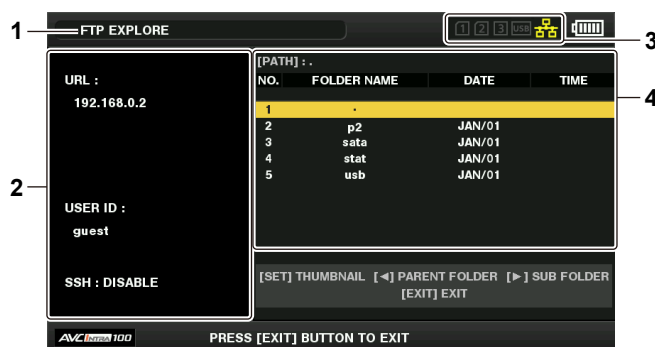 1
FTP EXPLORE
1 2 3 USB
3
URL :
192.168.0.2
2
USER ID :
guest
SSH : DISABLE
[PATH] : .
NO. FOLDER NAME DATE TIME
4
1 .
2 p2 JAN/01
3 sata JAN/01
4 stat JAN/01
5 usb JAN/01
[SET] THUMBNAIL [◄] PARENT FOLDER [►] SUB FOLDER
[EXIT] EXIT
AVC INTRA 100 PRESS [EXIT] BUTTON TO EXIT